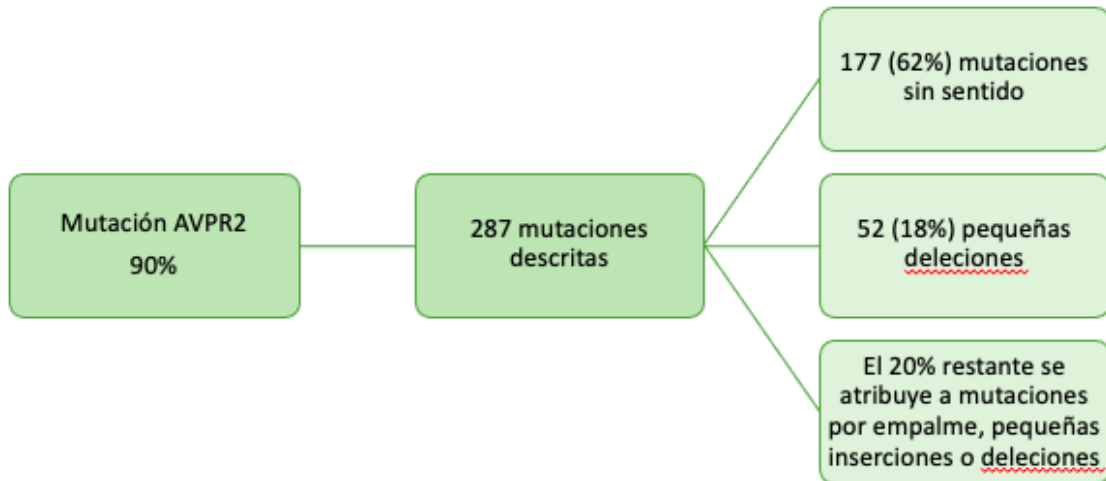 Mutación AVPR2
90%
287 mutaciones
descritas
177 (62%) mutaciones
sin sentido
52 (18%) pequeñas
deleciones
El 20% restante se
atribuye a mutaciones
por empalme, pequeñas
inserciones o deleciones